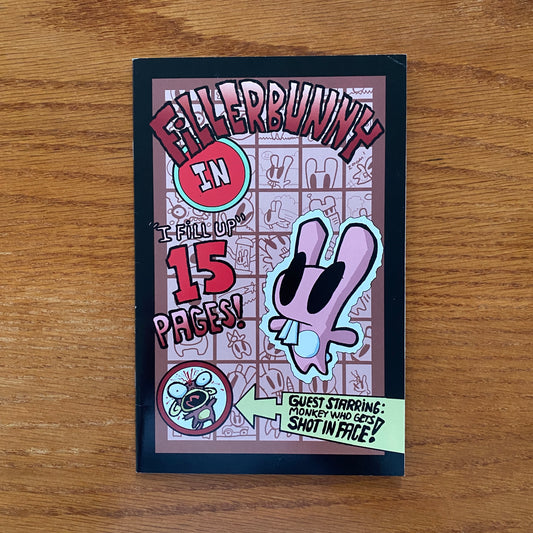 FILLERBUNNY
IN
"I FILL UP"
15
PAGES!
GUEST STARRING:
MONKEY WHO GETS
SHOT IN FACE!